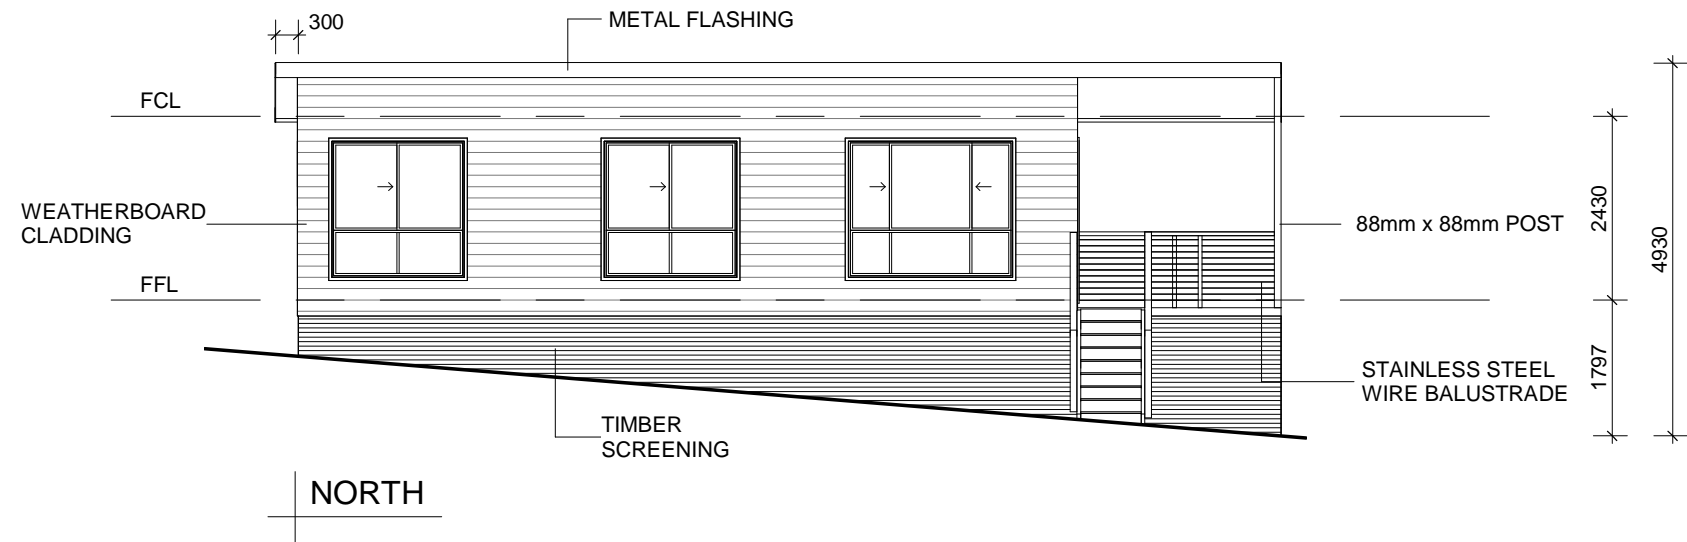 300
METAL FLASHING
FCL
WEATHERBOARD
CLADDING
88mm x 88mm POST
2430
4930
FFL
STAINLESS STEEL
WIRE BALUSTRADE
1797
TIMBER
SCREENING
NORTH